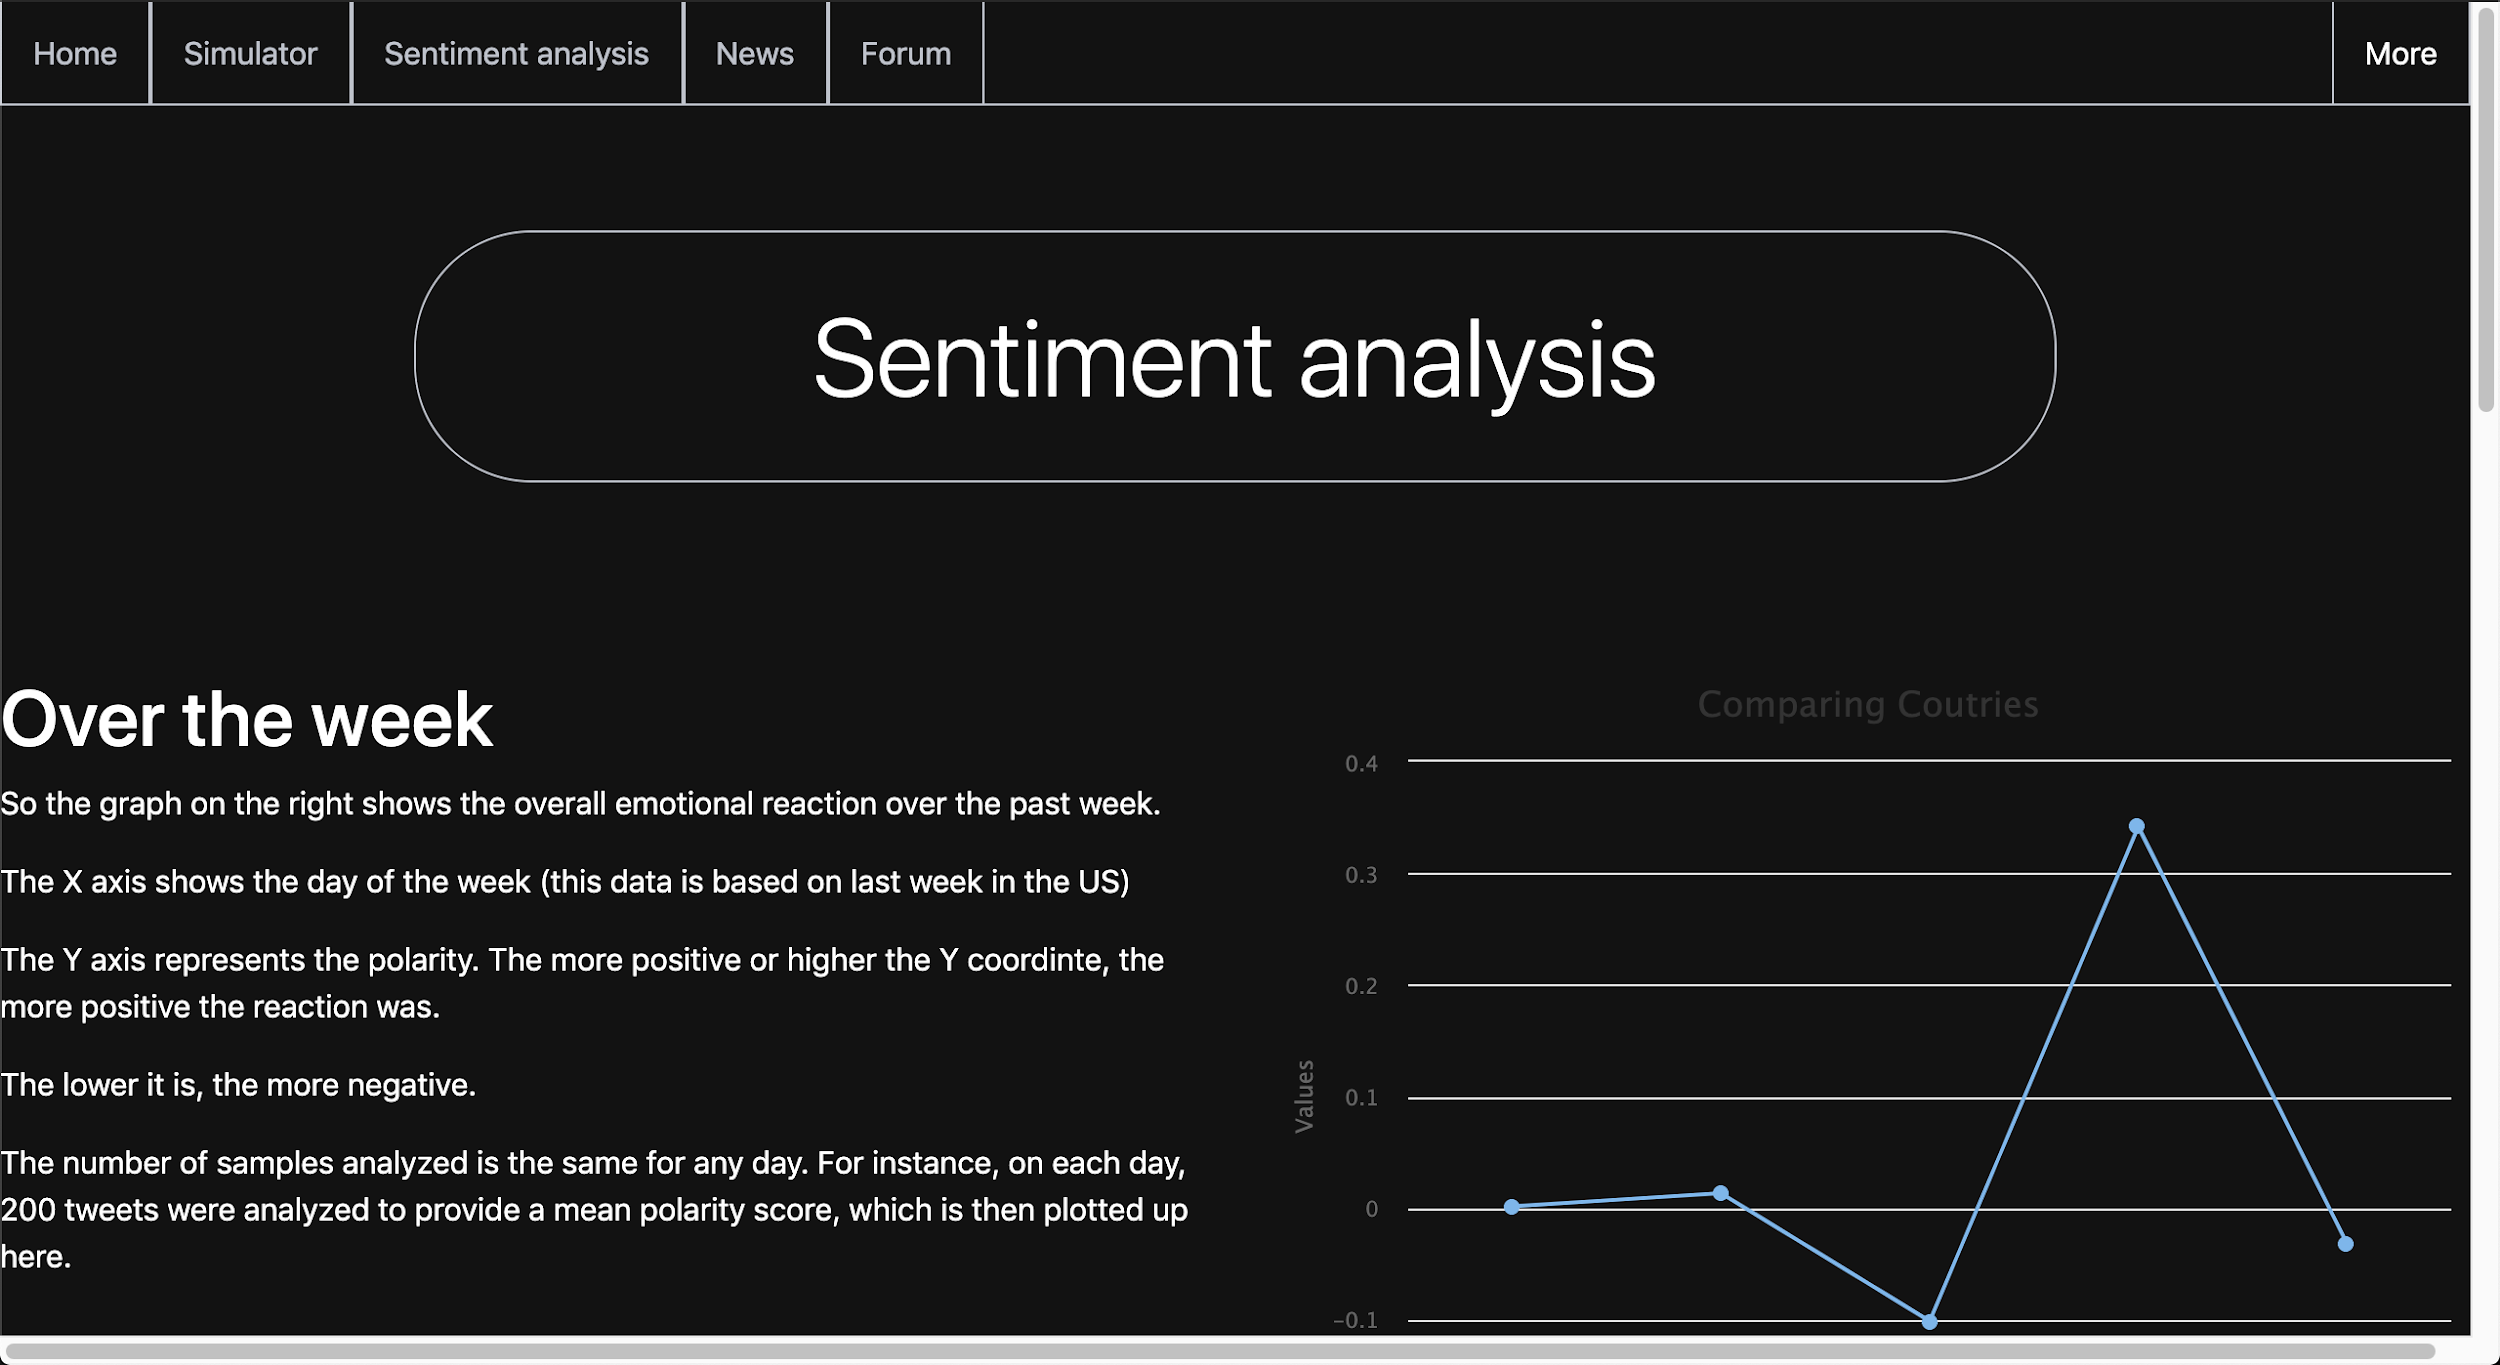 Home
Simulator
Sentiment analysis
News
Forum
More
Sentiment analysis
Over the week
So the graph on the right shows the overall emotional reaction over the past week.
The X axis shows the day of the week (this data is based on last week in the US)
The Y axis represents the polarity. The more positive or higher the Y coordinte, the
more positive the reaction was.
The lower it is, the more negative.
The number of samples analyzed is the same for any day. For instance, on each day,
200 tweets were analyzed to provide a mean polarity score, which is then plotted up
here.
Comparing Coutries
Values
0.4
0.3
0.2
0.1
0
−0.1